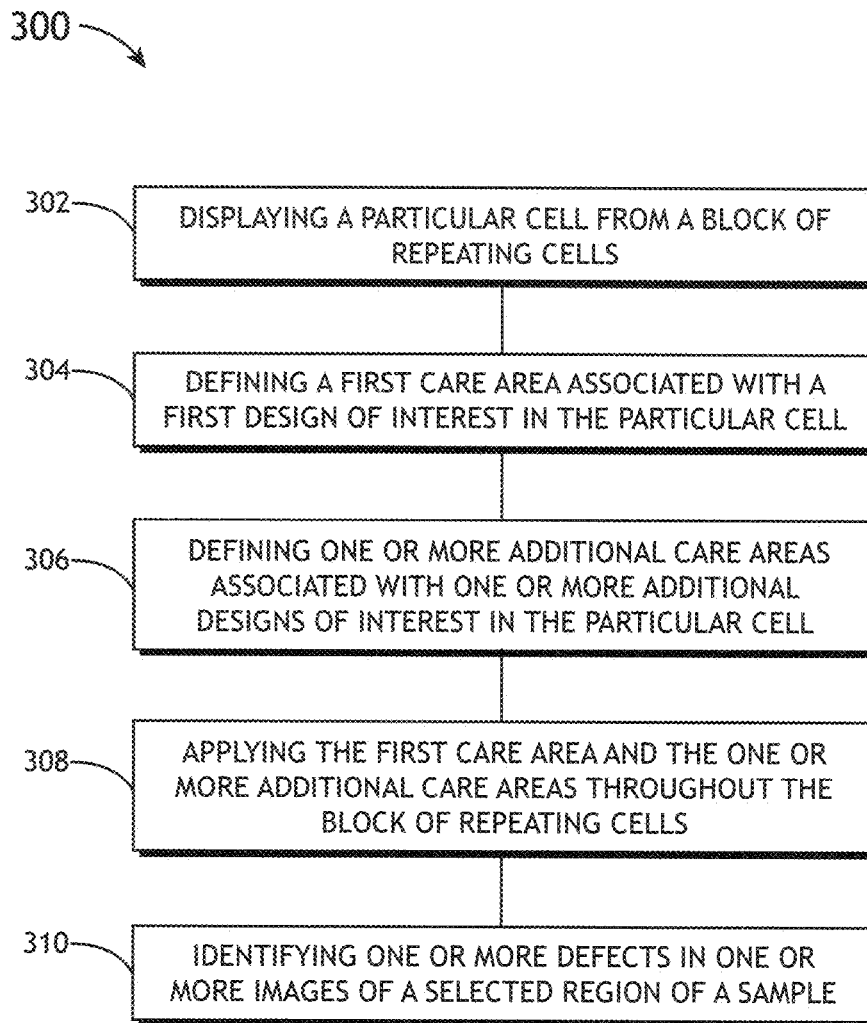 300
302
DISPLAYING A PARTICULAR CELL FROM A BLOCK OF
REPEATING CELLS
304
DEFINING A FIRST CARE AREA ASSOCIATED WITH A
FIRST DESIGN OF INTEREST IN THE PARTICULAR CELL
306
DEFINING ONE OR MORE ADDITIONAL CARE AREAS
ASSOCIATED WITH ONE OR MORE ADDITIONAL
DESIGNS OF INTEREST IN THE PARTICULAR CELL
308
APPLYING THE FIRST CARE AREA AND THE ONE OR
MORE ADDITIONAL CARE AREAS THROUGHOUT THE
BLOCK OF REPEATING CELLS
310
IDENTIFYING ONE OR MORE DEFECTS IN ONE OR
MORE IMAGES OF A SELECTED REGION OF A SAMPLE